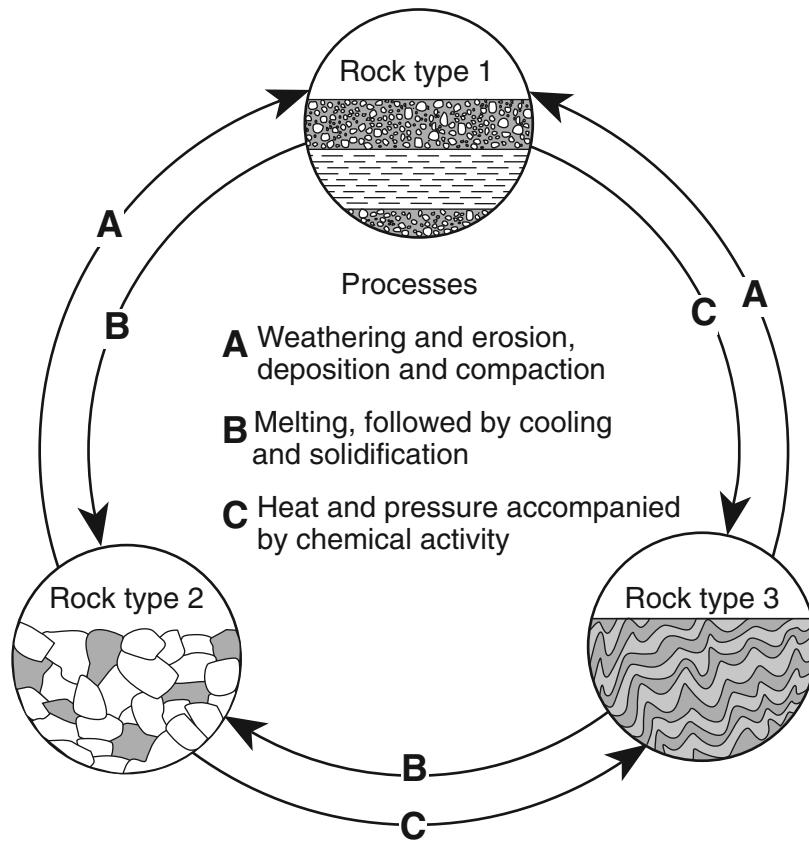 Rock type 1
A
B
C
A
Processes
A Weathering and erosion,
deposition and compaction
B Melting, followed by cooling
and solidification
C Heat and pressure accompanied
by chemical activity
Rock type 2
Rock type 3
B
C